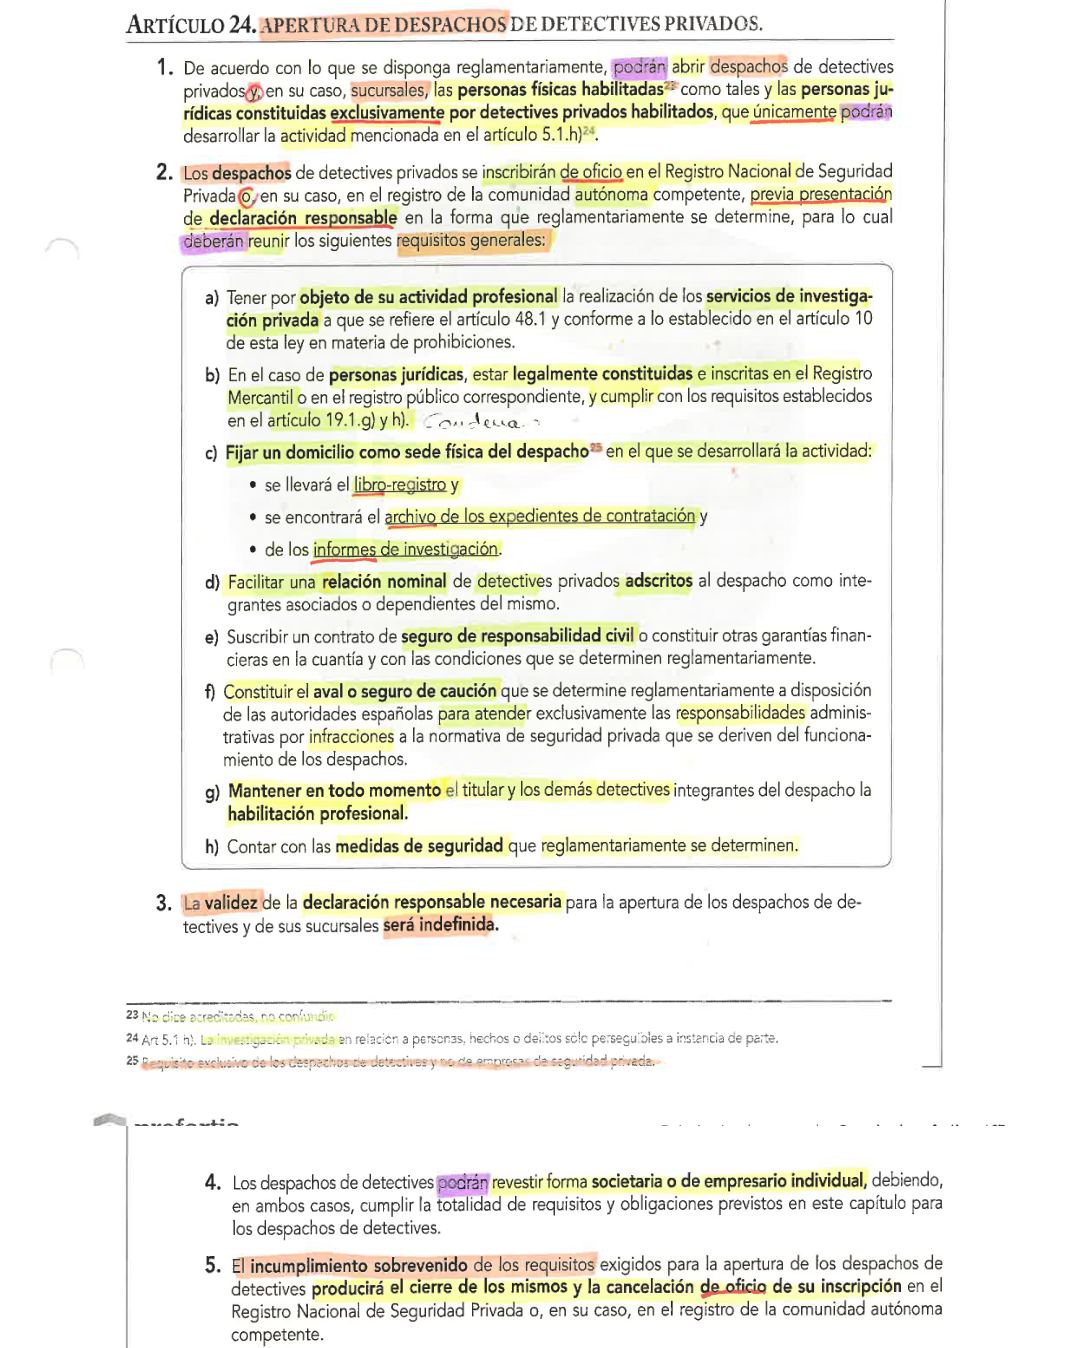 ARTÍCULO 24. APERTURA DE DESPACHOS DE DETECTIVES PRIVADOS.
1. De acuerdo con lo que se disponga reglamentariamente, podrán abrir despachos de detectives
privados y, en su caso, sucursales, las personas físicas habilitadas23 como tales y las personas ju-
rídicas constituidas exclusivamente por detectives privados habilitados, que únicamente podrán
desarrollar la actividad mencionada en el artículo 5.1.h)24.
2. Los despachos de detectives privados se inscribirán de oficio en el Registro Nacional de Seguridad
Privada o, en su caso, en el registro de la comunidad autónoma competente, previa presentación
de declaración responsable en la forma que reglamentariamente se determine, para lo cual
deberán reunir los siguientes requisitos generales:
a) Tener por objeto de su actividad profesional la realización de los servicios de investiga-
ción privada a que se refiere el artículo 48.1 y conforme a lo establecido en el artículo 10
de esta ley en materia de prohibiciones.
b) En el caso de personas jurídicas, estar legalmente constituidas e inscritas en el Registro
Mercantil o en el registro público correspondiente, y cumplir con los requisitos establecidos
en el artículo 19.1.g) y h). Condena
c) Fijar un domicilio como sede física del despacho25 en el que se desarrollará la actividad:
• se llevará el libro-registro y
• se encontrará el archivo de los expedientes de contratación y
• de los informes de investigación.
d) Facilitar una relación nominal de detectives privados adscritos al despacho como inte-
grantes asociados o dependientes del mismo.
e) Suscribir un contrato de seguro de responsabilidad civil o constituir otras garantías finan-
cieras en la cuantía y con las condiciones que se determinen reglamentariamente.
f) Constituir el aval o seguro de caución que se determine reglamentariamente a disposición
de las autoridades españolas para atender exclusivamente las responsabilidades adminis-
trativas por infracciones a la normativa de seguridad privada que se deriven del funciona-
miento de los despachos.
g) Mantener en todo momento el titular y los demás detectives integrantes del despacho la
habilitación profesional.
h) Contar con las medidas de seguridad que reglamentariamente se determinen.
3. La validez de la declaración responsable necesaria para la apertura de los despachos de de-
tectives y de sus sucursales será indefinida.
23 No dice acreditadas, no confundir
24 Art 5.1 h). La investigación privada en relación a personas, hechos o delitos sólo perseguibles a instancia de parte.
25 Requisito exclusivo de los despachos de detectives y no de empresas de seguridad privada.
4. Los despachos de detectives podrán revestir forma societaria o de empresario individual, debiendo,
en ambos casos, cumplir la totalidad de requisitos y obligaciones previstos en este capítulo para
los despachos de detectives.
5. El incumplimiento sobrevenido de los requisitos exigidos para la apertura de los despachos de
detectives producirá el cierre de los mismos y la cancelación de oficio de su inscripción en el
Registro Nacional de Seguridad Privada o, en su caso, en el registro de la comunidad autónoma
competente.